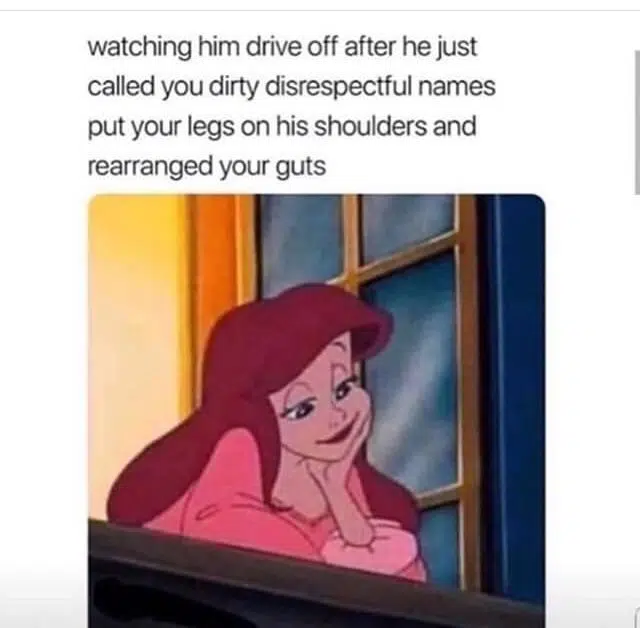 watching him drive off after he just
called you dirty disrespectful names
put your legs on his shoulders and
rearranged your guts